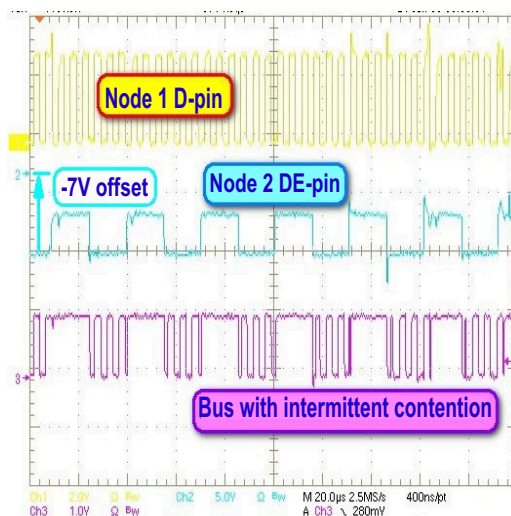 Node 1 D-pin
2
-7V offset
Node 2 DE-pin
3
Bus with intermittent contention
Ch1 2.0V Ω Bw Ch2 5.0V Ω Bw M 20.0µs 2.5MS/s 400ns/pt
Ch3 1.0V Ω Bw A Ch3 ∖ 280mV